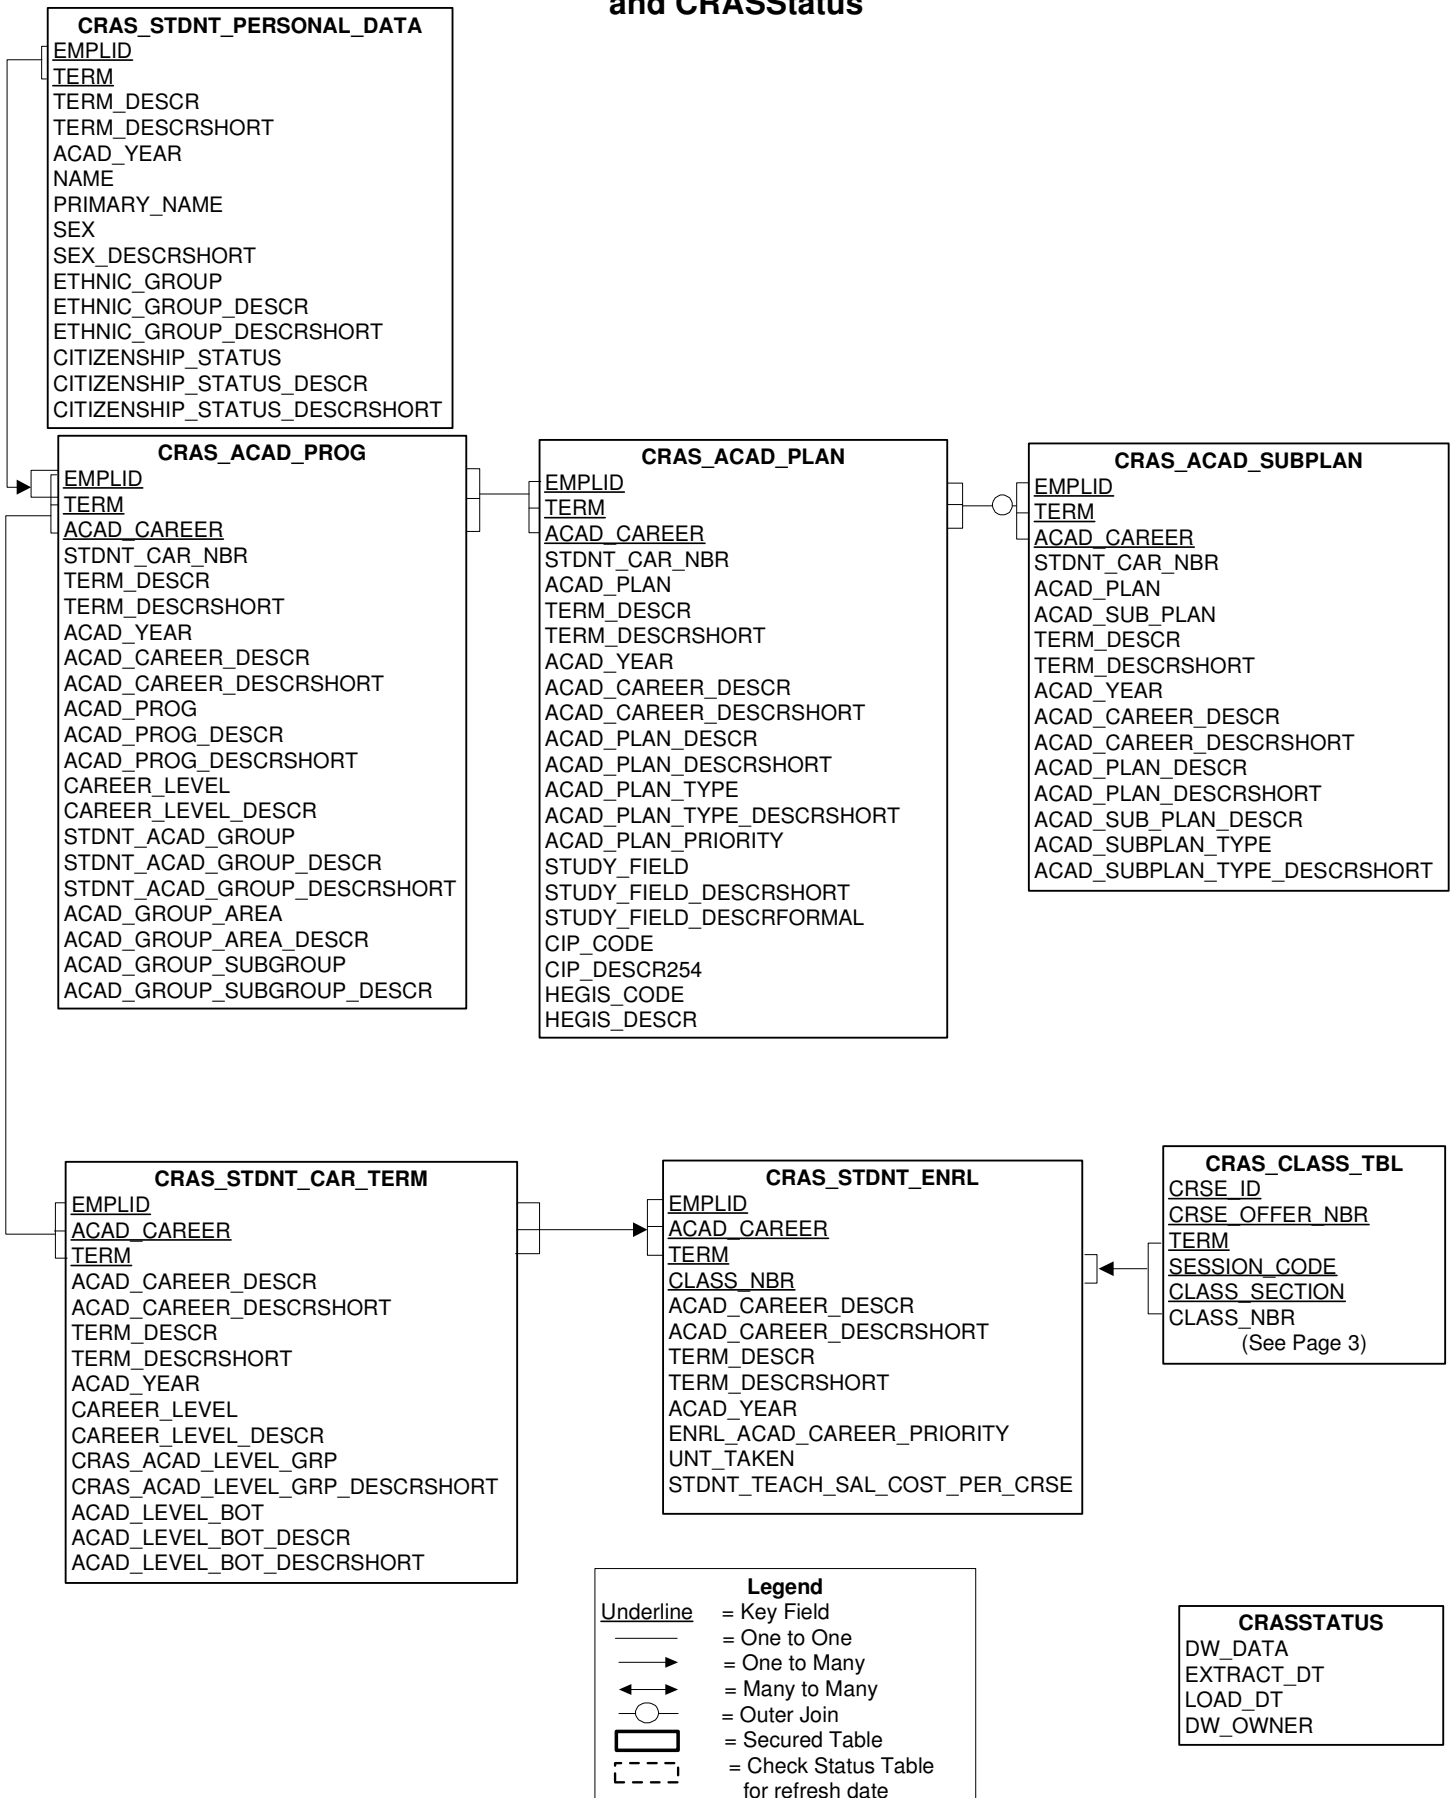 and CRASStatus
CRAS_STDNT_PERSONAL_DATA
EMPLID
TERM
TERM_DESCR
TERM_DESCRSHORT
ACAD_YEAR
NAME
PRIMARY_NAME
SEX
SEX_DESCRSHORT
ETHNIC_GROUP
ETHNIC_GROUP_DESCR
ETHNIC_GROUP_DESCRSHORT
CITIZENSHIP_STATUS
CITIZENSHIP_STATUS_DESCR
CITIZENSHIP_STATUS_DESCRSHORT
CRAS_ACAD_PROG
EMPLID
TERM
ACAD_CAREER
STDNT_CAR_NBR
TERM_DESCR
TERM_DESCRSHORT
ACAD_YEAR
ACAD_CAREER_DESCR
ACAD_CAREER_DESCRSHORT
ACAD_PROG
ACAD_PROG_DESCR
ACAD_PROG_DESCRSHORT
CAREER_LEVEL
CAREER_LEVEL_DESCR
STDNT_ACAD_GROUP
STDNT_ACAD_GROUP_DESCR
STDNT_ACAD_GROUP_DESCRSHORT
ACAD_GROUP_AREA
ACAD_GROUP_AREA_DESCR
ACAD_GROUP_SUBGROUP
ACAD_GROUP_SUBGROUP_DESCR
CRAS_ACAD_PLAN
EMPLID
TERM
ACAD_CAREER
STDNT_CAR_NBR
ACAD_PLAN
TERM_DESCR
TERM_DESCRSHORT
ACAD_YEAR
ACAD_CAREER_DESCR
ACAD_CAREER_DESCRSHORT
ACAD_PLAN_DESCR
ACAD_PLAN_DESCRSHORT
ACAD_PLAN_TYPE
ACAD_PLAN_TYPE_DESCRSHORT
ACAD_PLAN_PRIORITY
STUDY_FIELD
STUDY_FIELD_DESCRSHORT
STUDY_FIELD_DESCRFORMAL
CIP_CODE
CIP_DESCR254
HEGIS_CODE
HEGIS_DESCR
CRAS_ACAD_SUBPLAN
EMPLID
TERM
ACAD_CAREER
STDNT_CAR_NBR
ACAD_PLAN
ACAD_SUB_PLAN
TERM_DESCR
TERM_DESCRSHORT
ACAD_YEAR
ACAD_CAREER_DESCR
ACAD_CAREER_DESCRSHORT
ACAD_PLAN_DESCR
ACAD_PLAN_DESCRSHORT
ACAD_SUB_PLAN_DESCR
ACAD_SUBPLAN_TYPE
ACAD_SUBPLAN_TYPE_DESCRSHORT
CRAS_STDNT_CAR_TERM
EMPLID
ACAD_CAREER
TERM
ACAD_CAREER_DESCR
ACAD_CAREER_DESCRSHORT
TERM_DESCR
TERM_DESCRSHORT
ACAD_YEAR
CAREER_LEVEL
CAREER_LEVEL_DESCR
CRAS_ACAD_LEVEL_GRP
CRAS_ACAD_LEVEL_GRP_DESCRSHORT
ACAD_LEVEL_BOT
ACAD_LEVEL_BOT_DESCR
ACAD_LEVEL_BOT_DESCRSHORT
CRAS_STDNT_ENRL
EMPLID
ACAD_CAREER
TERM
CLASS_NBR
ACAD_CAREER_DESCR
ACAD_CAREER_DESCRSHORT
TERM_DESCR
TERM_DESCRSHORT
ACAD_YEAR
ENRL_ACAD_CAREER_PRIORITY
UNT_TAKEN
STDNT_TEACH_SAL_COST_PER_CRSE
CRAS_CLASS_TBL
CRSE_ID
CRSE_OFFER_NBR
TERM
SESSION_CODE
CLASS_SECTION
CLASS_NBR
(See Page 3)
Legend
Underline = Key Field
= One to One
= One to Many
= Many to Many
= Outer Join
= Secured Table
= Check Status Table
for refresh date
CRASSTATUS
DW_DATA
EXTRACT_DT
LOAD_DT
DW_OWNER